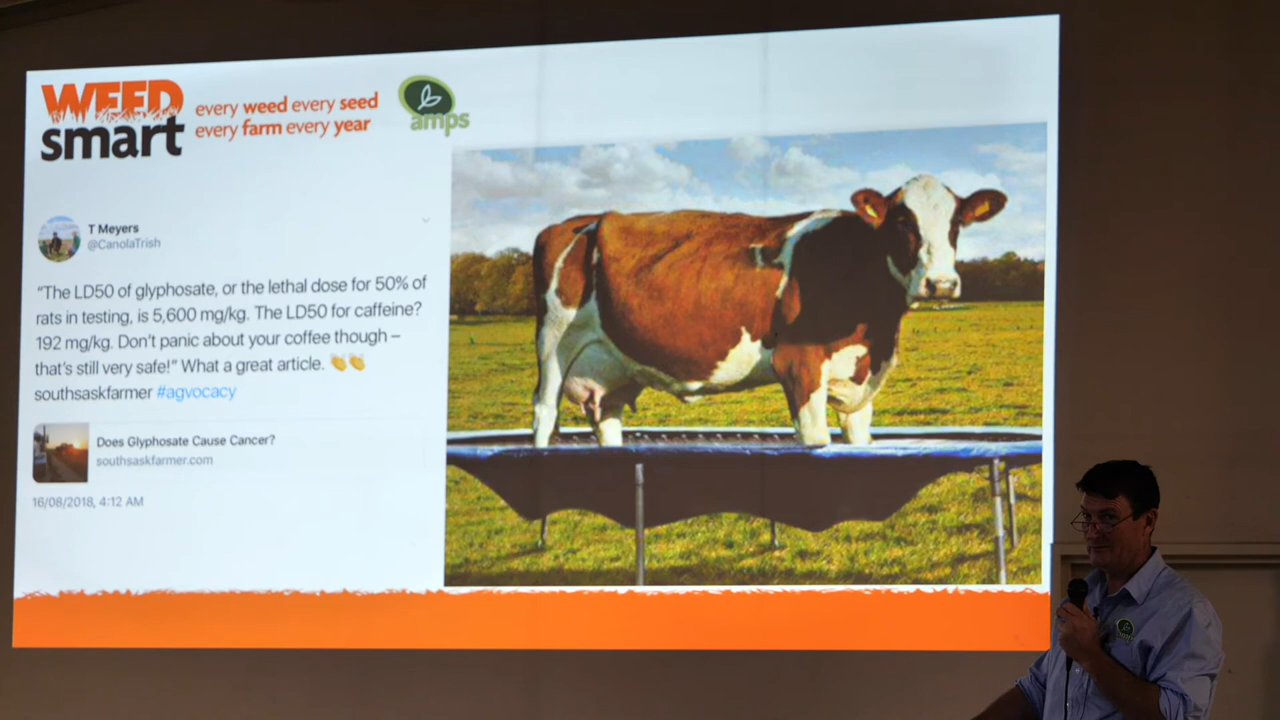 WEED
smart
every weed every seed
every farm every year
amps
T Meyers
@CanolaTrish
“The LD50 of glyphosate, or the lethal dose for 50% of
rats in testing, is 5,600 mg/kg. The LD50 for caffeine?
192 mg/kg. Don't panic about your coffee though –
that's still very safe!” What a great article. 👏👏
southsaskfarmer #agvocacy
Does Glyphosate Cause Cancer?
southsaskfarmer.com
16/08/2018, 4:12 AM